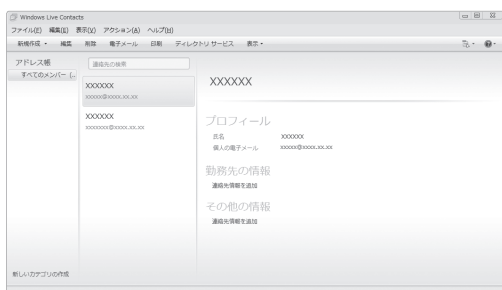 Windows Live Contacts
ファイル(F) 編集(E) 表示(V) アクション(A) ヘルプ(H)
新規作成 編集 削除 電子メール 印刷 ディレクトリ サービス 表示
アドレス帳
すべてのメンバー (...
連絡先の検索
XXXXXX
xxxxx@xxxx.xx.xx
XXXXXX
xxxxxxx@xxxx.xx.xx
XXXXXX
プロフィール
氏名 XXXXXX
個人の電子メール xxxxx@xxxx.xx.xx
勤務先の情報
連絡先情報を追加
その他の情報
連絡先情報を追加
新しいカテゴリの作成